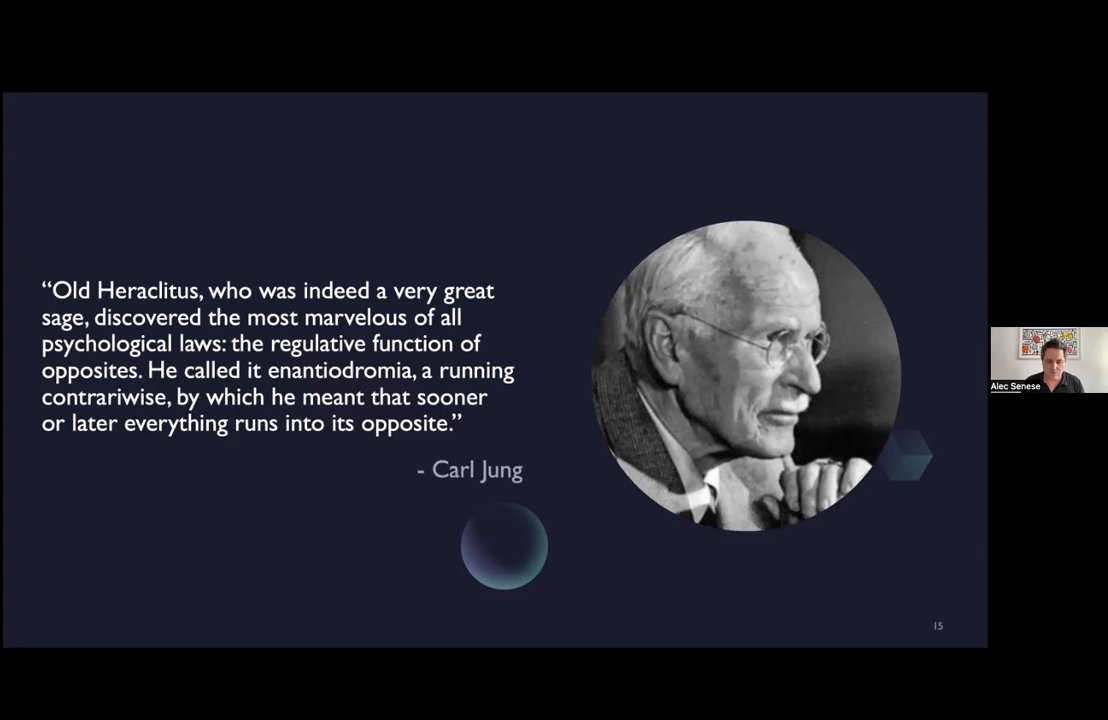 “Old Heraclitus, who was indeed a very great
sage, discovered the most marvelous of all
psychological laws: the regulative function of
opposites. He called it enantiodromia, a running
contrariwise, by which he meant that sooner
or later everything runs into its opposite.”
- Carl Jung
15
Alec Senese